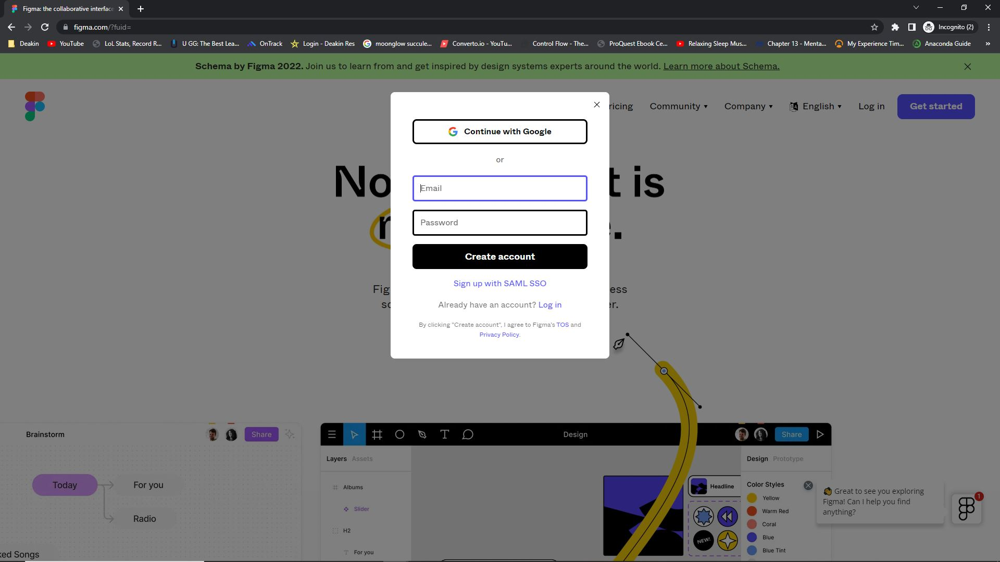 Figma: the collaborative interface
figma.com/?fuid=
Incognito (2)
Deakin
YouTube
LoL Stats, Record R...
U GG: The Best Lea...
OnTrack
Login - Deakin Res
moonglow succule...
Converto.io - YouTu...
Control Flow - The...
ProQuest Ebook Ce...
Relaxing Sleep Mus...
Chapter 13 - Menta...
My Experience Tim...
Anaconda Guide
»
Schema by Figma 2022. Join us to learn from and get inspired by design systems experts around the world. Learn more about Schema.
ricing
Community
Company
English
Log in
Get started
Continue with Google
or
No
t is
Email
Password
Create account
Sign up with SAML SSO
Fig
ess
Already have an account? Log in
By clicking "Create account", I agree to Figma's TOS and
Privacy Policy.
Brainstorm
Share
Design
Share
Layers
Assets
Design
Prototype
Today
For you
Radio
ked Songs
Albums
Slider
H2
For you
Headline
NEW!
Color Styles
Yellow
Warm Red
Coral
Blue
Blue Tint
👋 Great to see you exploring
Figma! Can I help you find
anything?
1